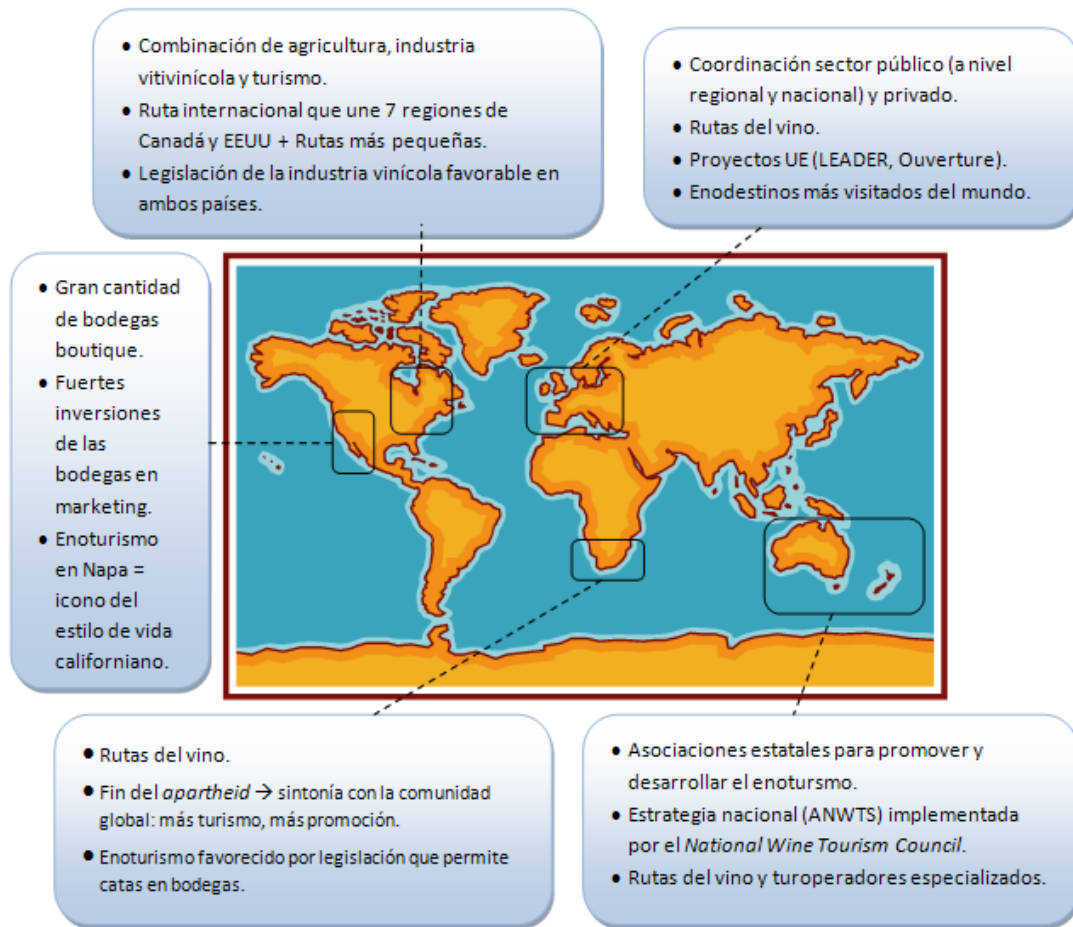 • Combinación de agricultura, industria
vitivinícola y turismo.
• Ruta internacional que une 7 regiones de
Canadá y EEUU + Rutas más pequeñas.
• Legislación de la industria vinícola favorable en
ambos países.
• Coordinación sector público (a nivel
regional y nacional) y privado.
• Rutas del vino.
• Proyectos UE (LEADER, Ouverture).
• Enodestinos más visitados del mundo.
• Gran cantidad
de bodegas
boutique.
• Fuertes
inversiones
de las
bodegas en
marketing.
• Enoturismo
en Napa =
icono del
estilo de vida
californiano.
• Rutas del vino.
• Fin del apartheid → sintonía con la comunidad
global: más turismo, más promoción.
• Enoturismo favorecido por legislación que permite
catas en bodegas.
• Asociaciones estatales para promover y
desarrollar el enotursmo.
• Estrategia nacional (ANWTS) implementada
por el National Wine Tourism Council.
• Rutas del vino y turoperadores especializados.